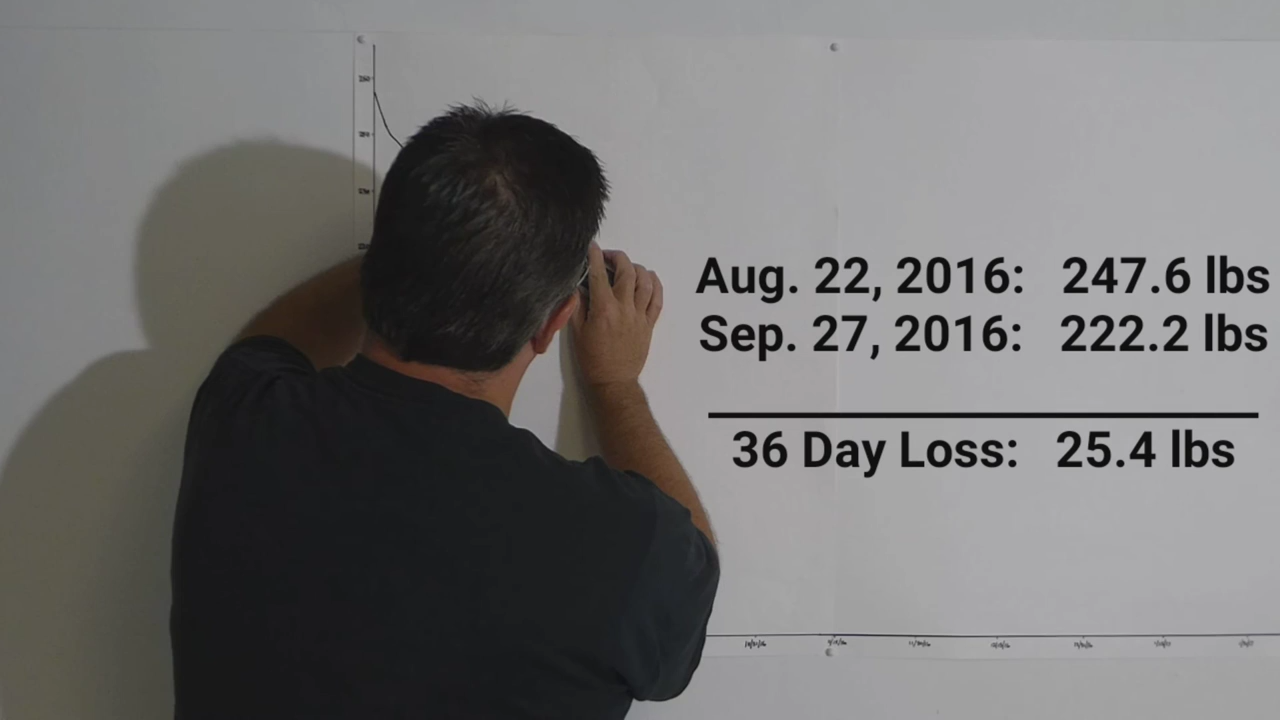 Aug. 22, 2016: 247.6 lbs
Sep. 27, 2016: 222.2 lbs
36 Day Loss: 25.4 lbs